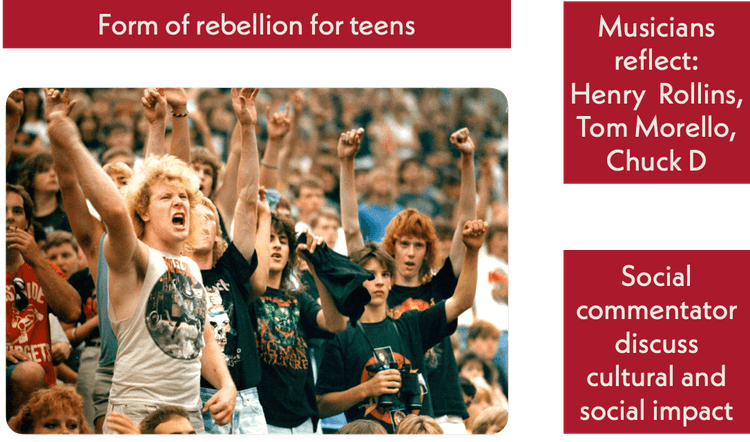 Form of rebellion for teens
Musicians
reflect:
Henry Rollins,
Tom Morello,
Chuck D
Social
commentator
discuss
cultural and
social impact